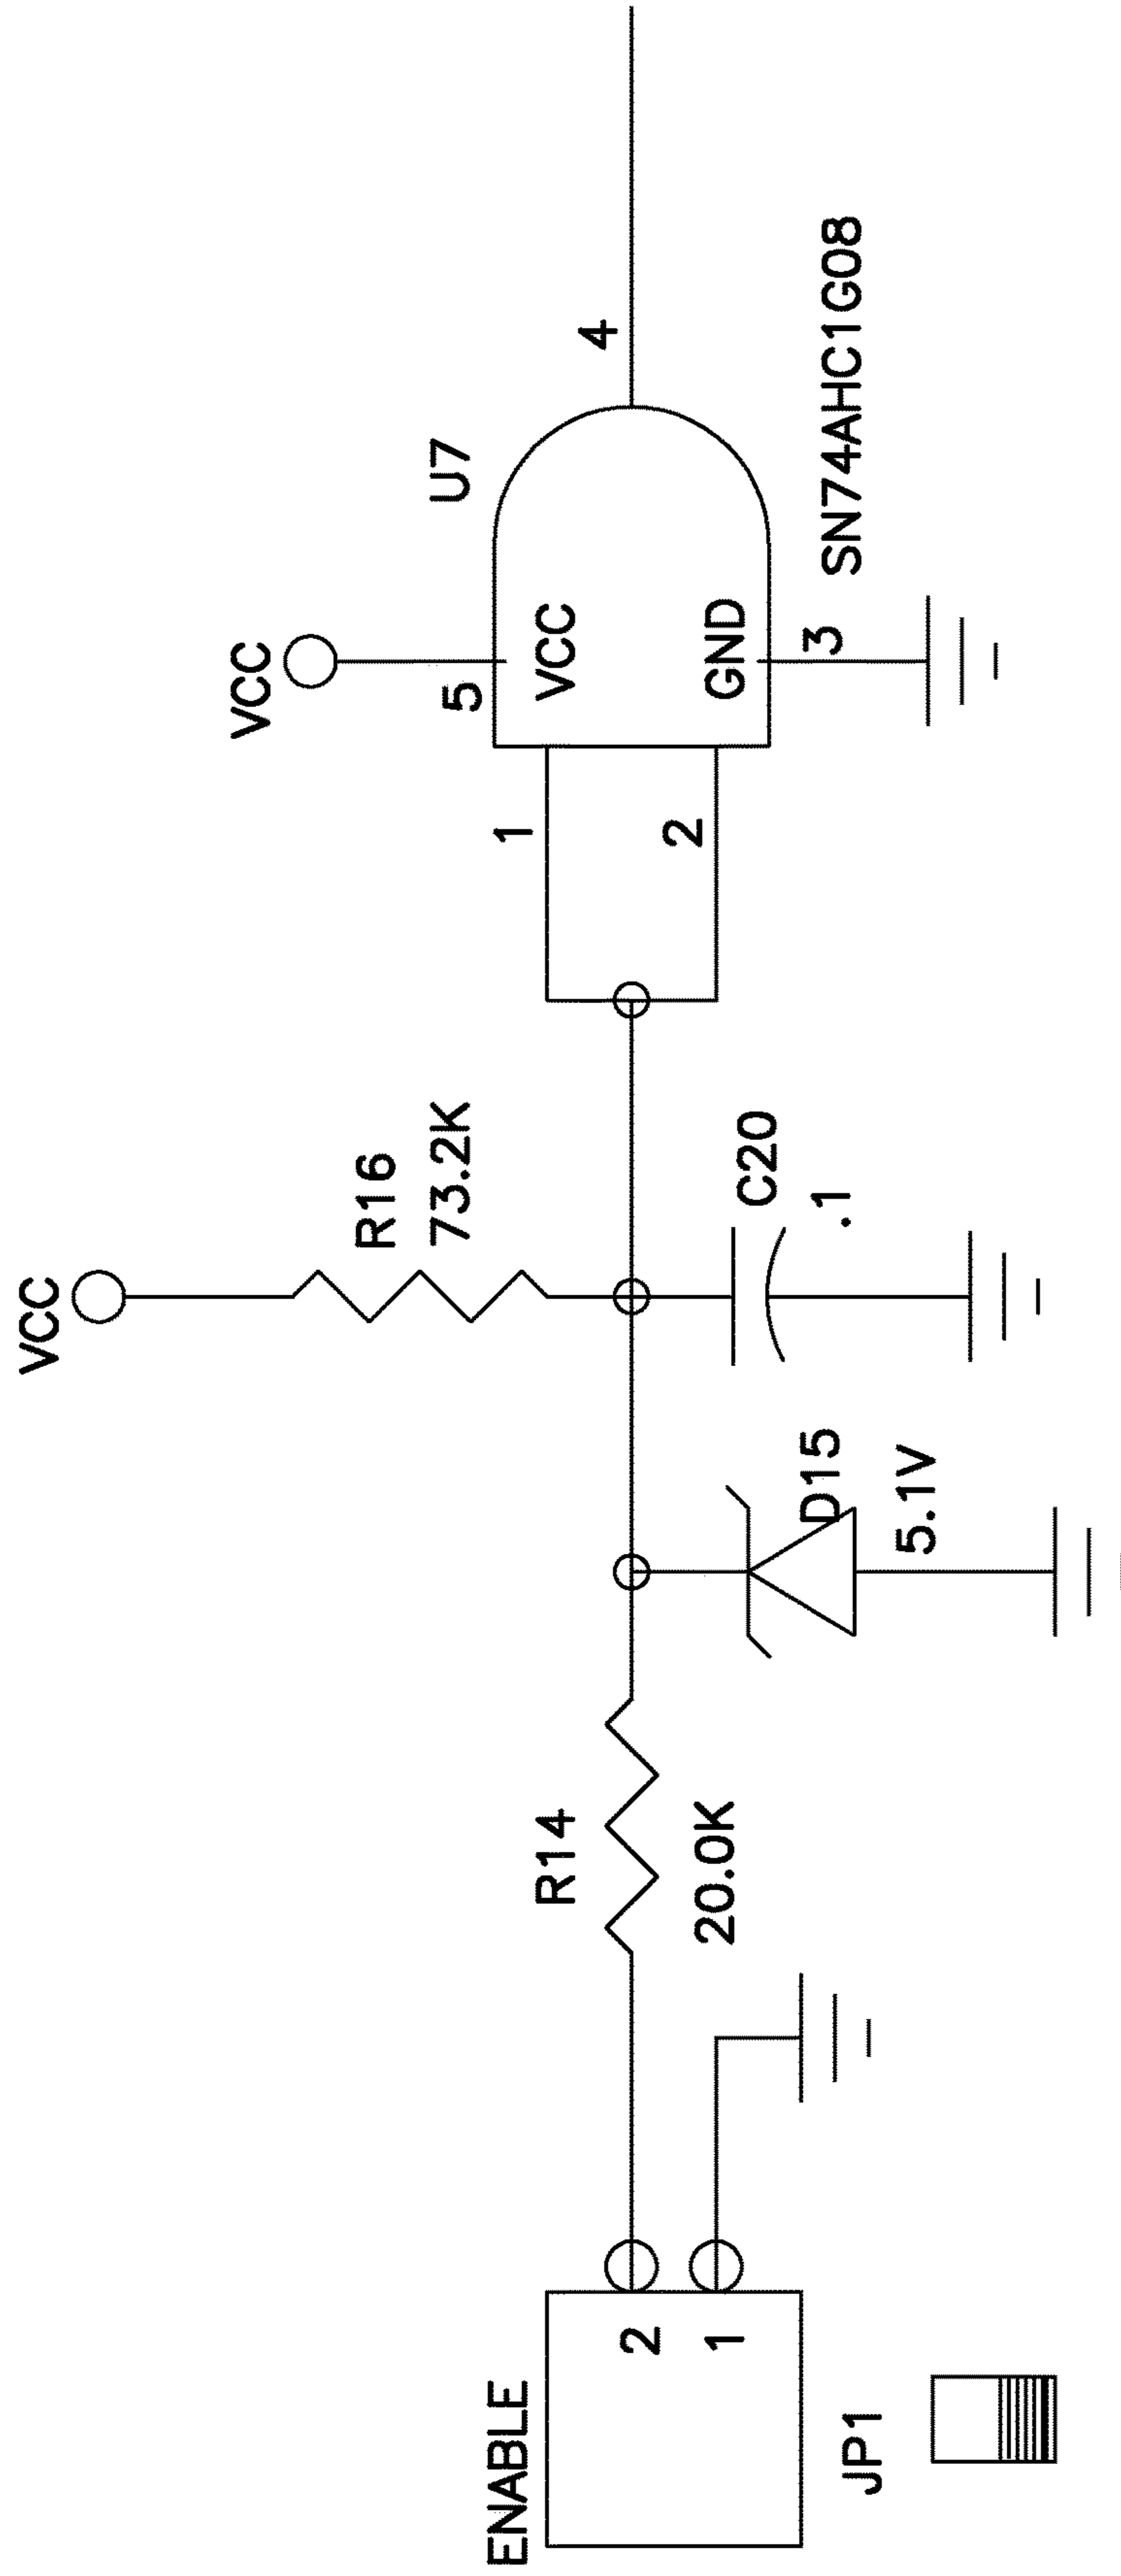 ENABLE
2
1
JP1
R14
20.0K
D15
5.1V
VCC
R16
73.2K
C20
.1
1
2
VCC
5
VCC
GND
3
U7
SN74AHC1G08
4